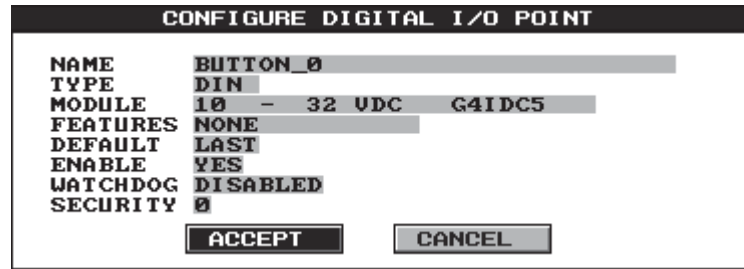 CONFIGURE DIGITAL I/O POINT
NAME BUTTON_0
TYPE DIN
MODULE 10 - 32 VDC G4IDC5
FEATURES NONE
DEFAULT LAST
ENABLE YES
WATCHDOG DISABLED
SECURITY 0
ACCEPT CANCEL